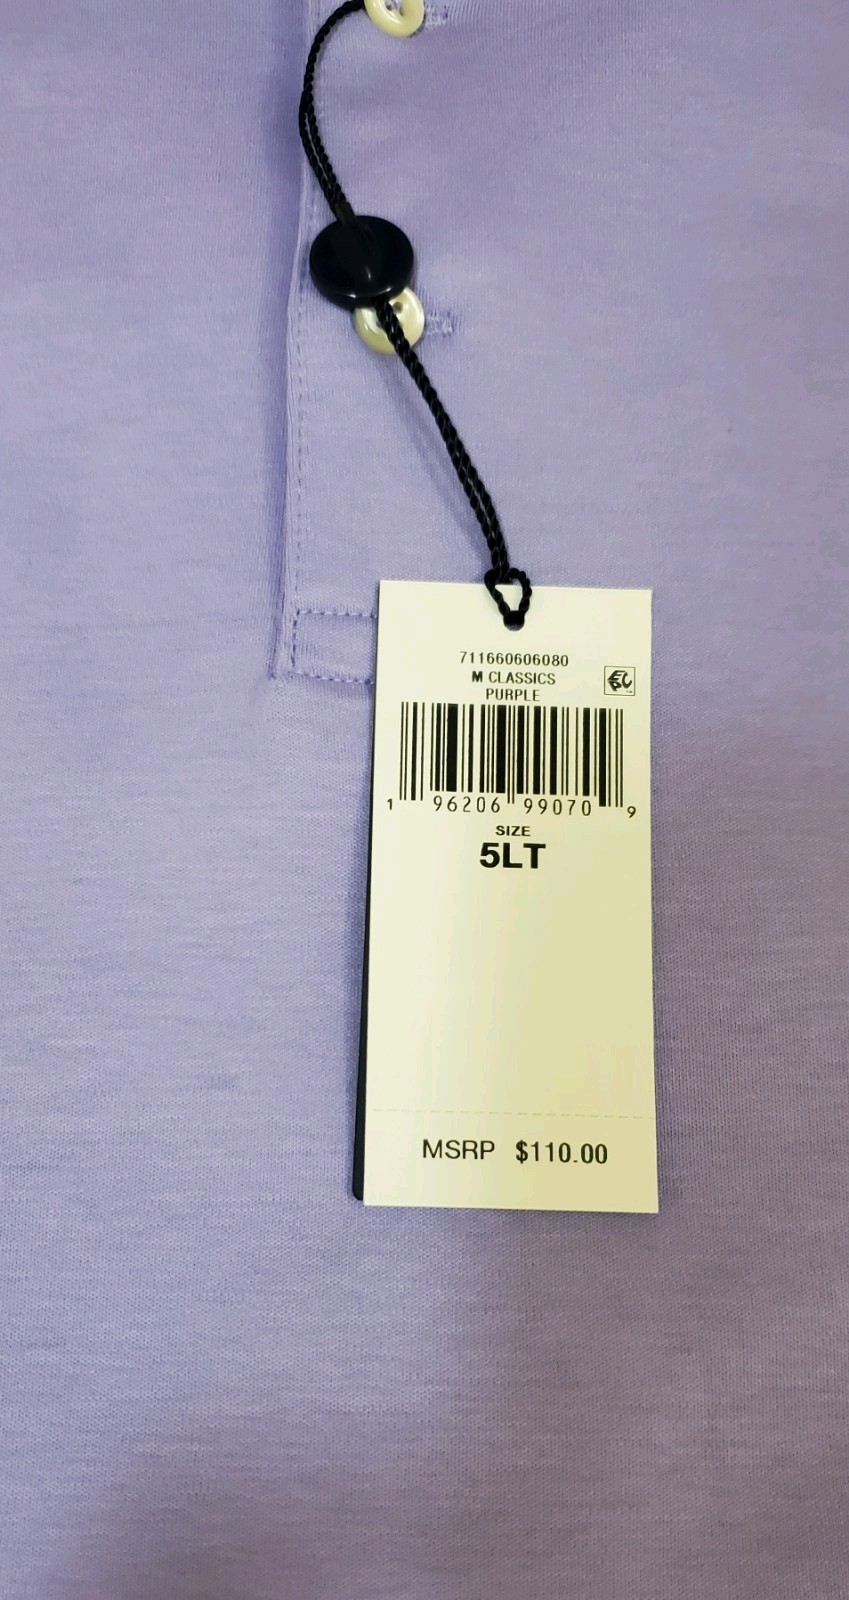 711660606080
M CLASSICS
PURPLE
1 96206 99070 9
SIZE
5LT
MSRP $110.00